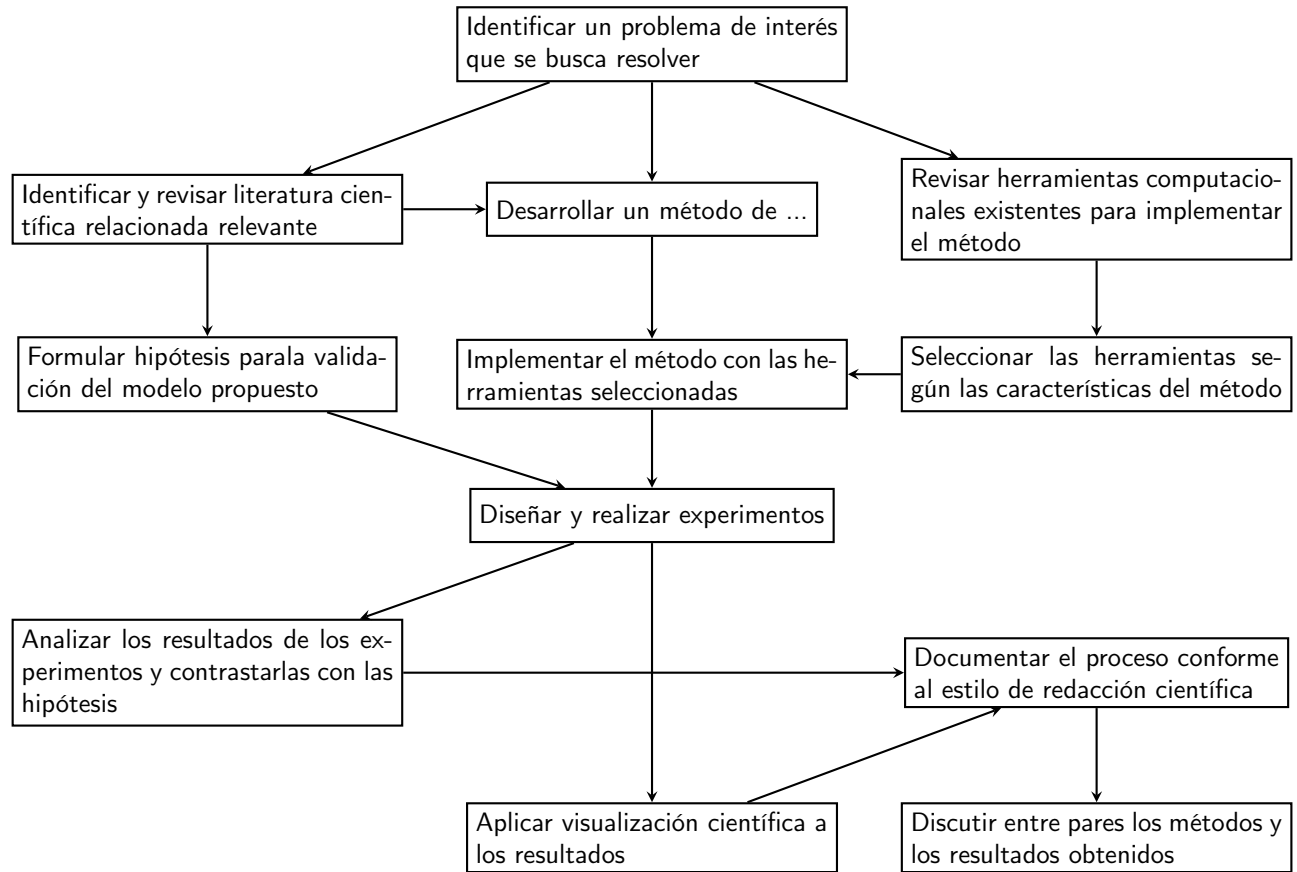 Identificar un problema de interés
que se busca resolver
Identificar y revisar literatura cien-
tífica relacionada relevante
Desarrollar un método de ...
Revisar herramientas computacio-
nales existentes para implementar
el método
Formular hipótesis parala valid-
ación del modelo propuesto
Implementar el método con las he-
rramientas seleccionadas
Seleccionar las herramientas se-
gún las características del método
Diseñar y realizar experimentos
Analizar los resultados de los ex-
perimentos y contrastarlas con las
hipótesis
Documentar el proceso conforme
al estilo de redacción científica
Aplicar visualización científica a
los resultados
Discutir entre pares los métodos y
los resultados obtenidos